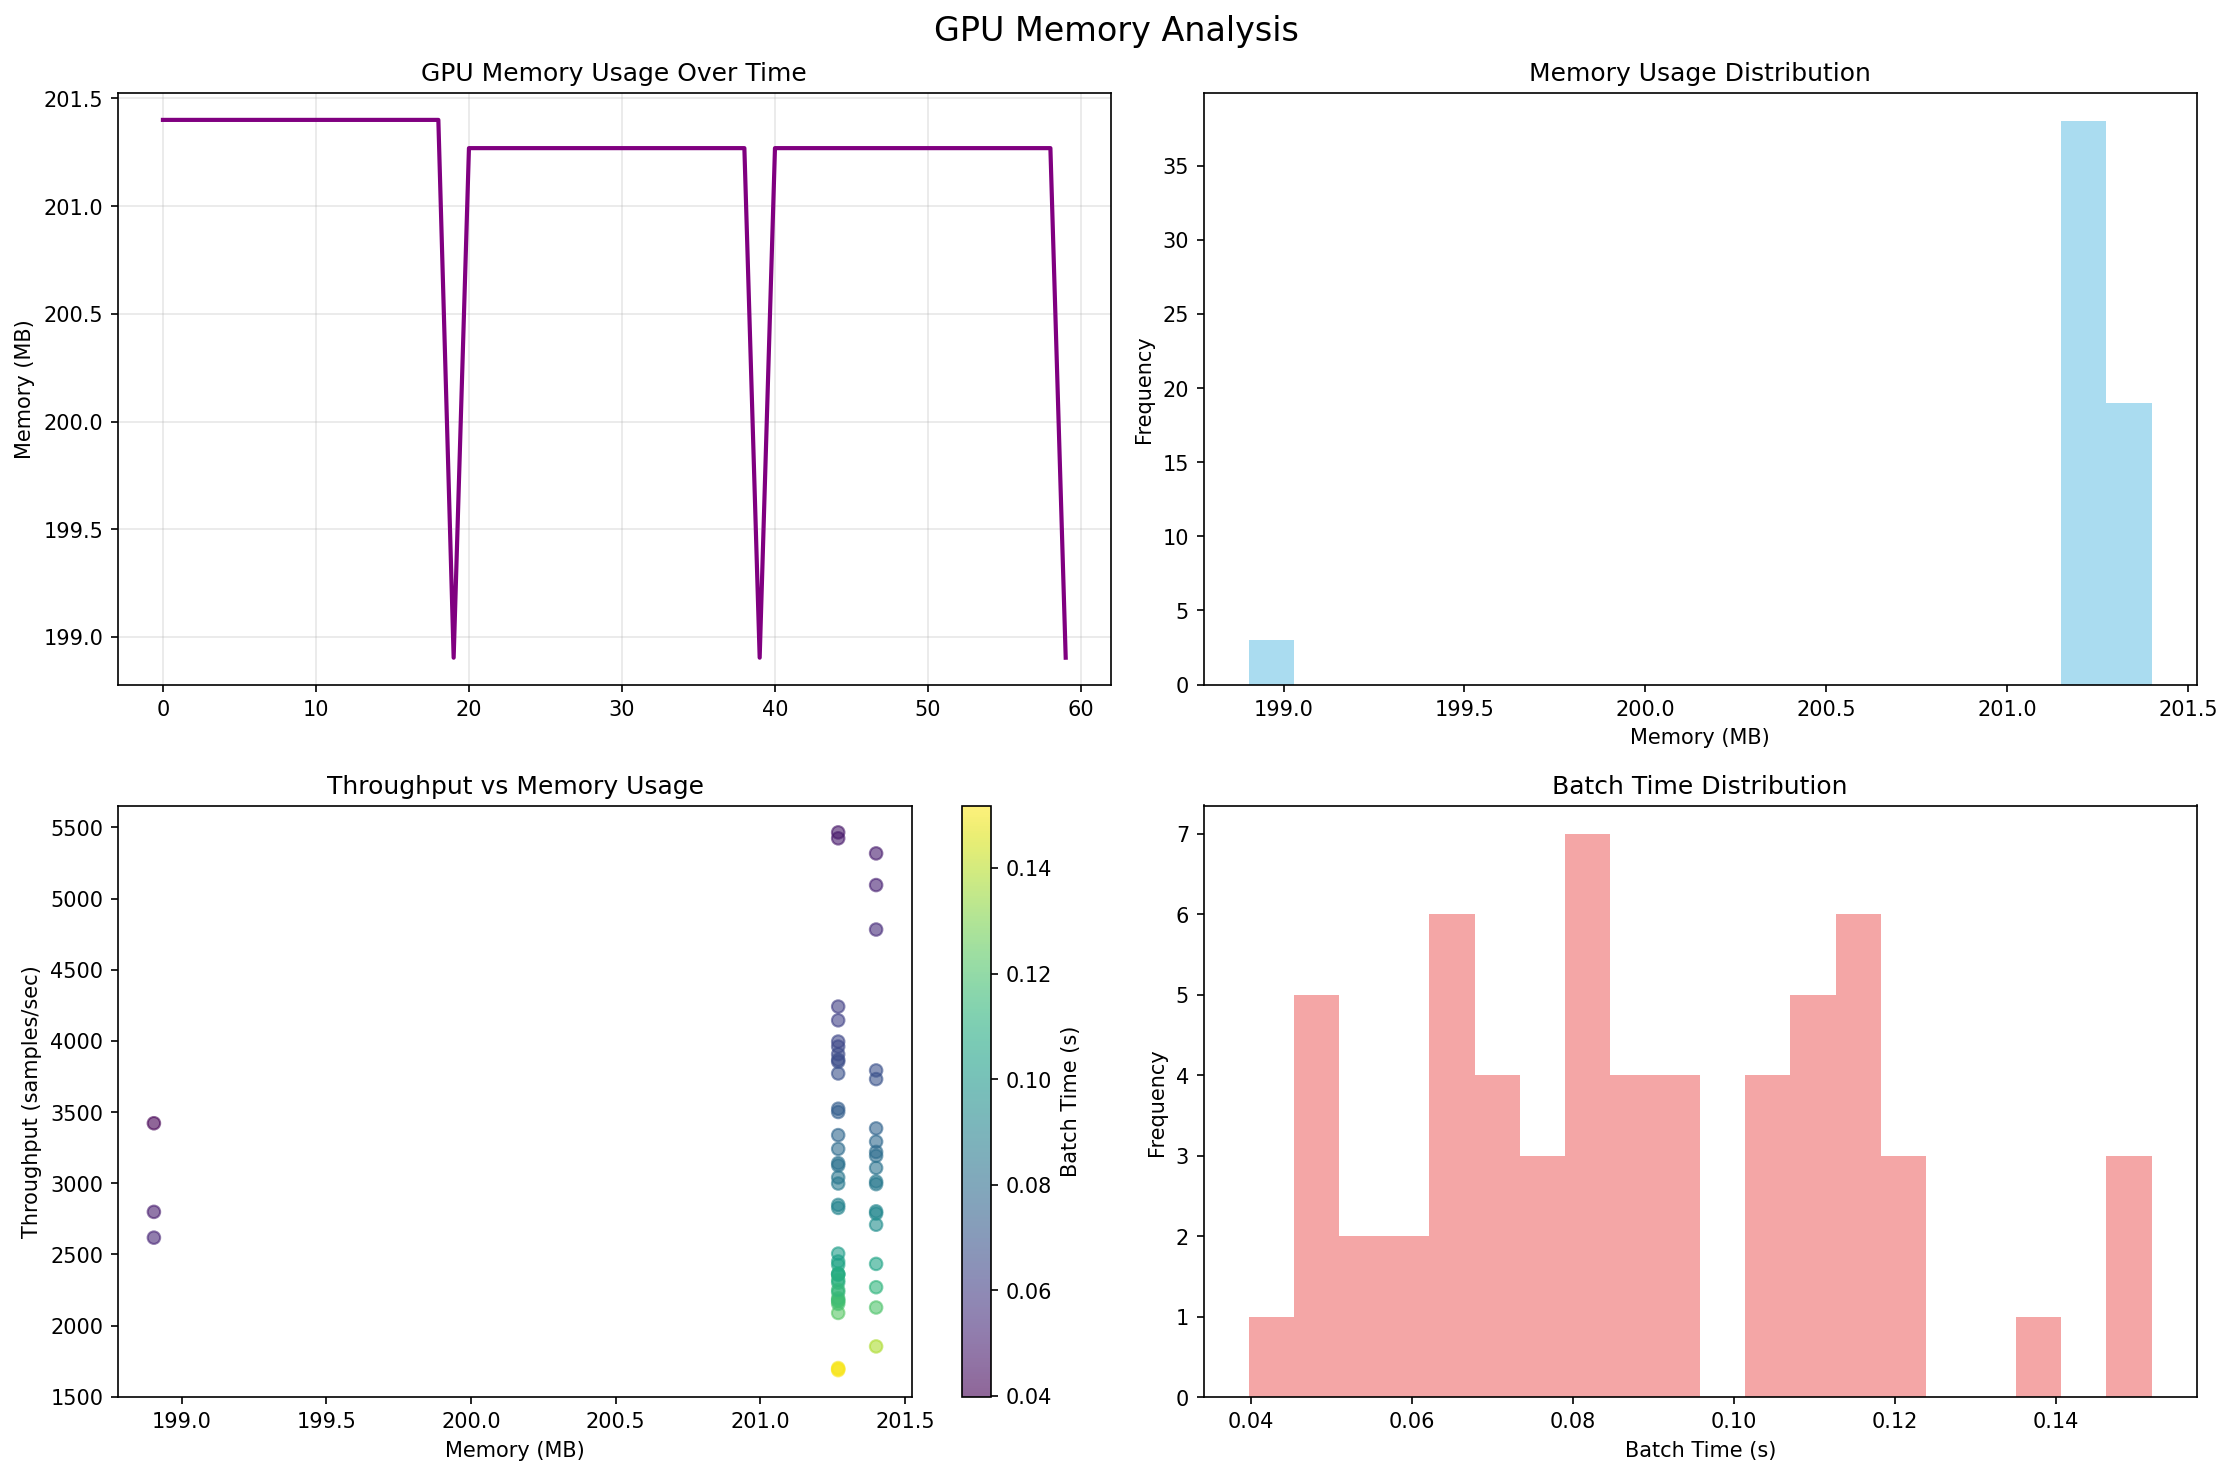 GPU Memory Analysis
GPU Memory Usage Over Time
Memory (MB)
201.5
201.0
200.5
200.0
199.5
199.0
0 10 20 30 40 50 60
Memory Usage Distribution
Frequency
35
30
25
20
15
10
5
0
199.0 199.5 200.0 200.5 201.0 201.5
Memory (MB)
Throughput vs Memory Usage
Throughput (samples/sec)
5500
5000
4500
4000
3500
3000
2500
2000
1500
199.0 199.5 200.0 200.5 201.0 201.5
Memory (MB)
0.14
0.12
0.10
0.08
0.06
0.04
Batch Time (s)
Batch Time Distribution
Frequency
7
6
5
4
3
2
1
0
0.04 0.06 0.08 0.10 0.12 0.14
Batch Time (s)